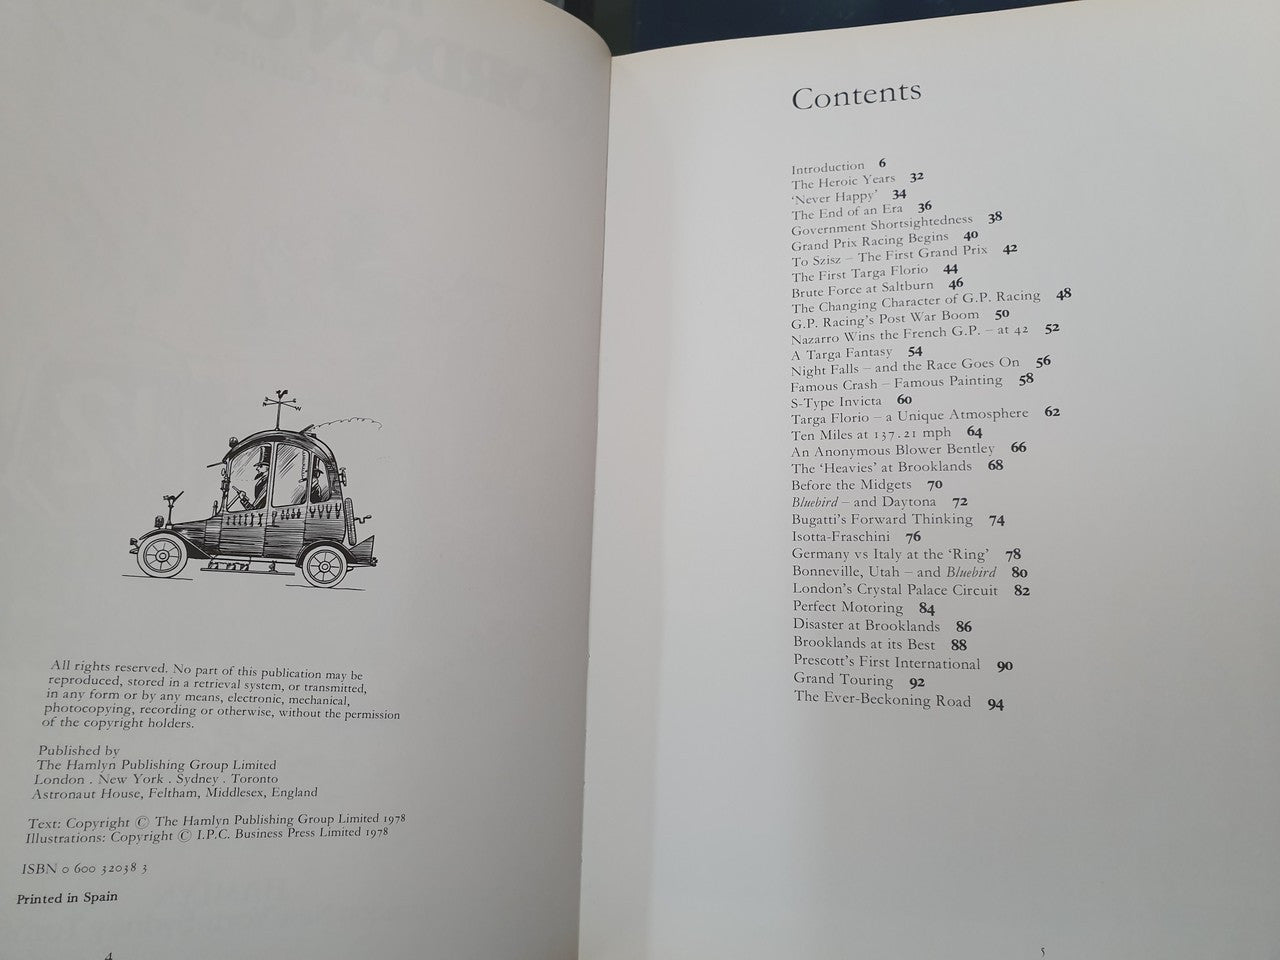 All rights reserved. No part of this publication may be
reproduced, stored in a retrieval system, or transmitted,
in any form or by any means, electronic, mechanical,
photocopying, recording or otherwise, without the permission
of the copyright holders.
Published by
The Hamlyn Publishing Group Limited
London . New York . Sydney . Toronto
Astronaut House, Feltham, Middlesex, England
Text: Copyright © The Hamlyn Publishing Group Limited 1978
Illustrations: Copyright © I.P.C. Business Press Limited 1978
ISBN 0 600 32038 3
Printed in Spain
4
Contents
Introduction 6
The Heroic Years 32
‘Never Happy’ 34
The End of an Era 36
Government Shortsightedness 38
Grand Prix Racing Begins 40
To Szisz – The First Grand Prix 42
The First Targa Florio 44
Brute Force at Saltburn 46
The Changing Character of G.P. Racing 48
G.P. Racing’s Post War Boom 50
Nazarro Wins the French G.P. – at 42 52
A Targa Fantasy 54
Night Falls – and the Race Goes On 56
Famous Crash – Famous Painting 58
S-Type Invicta 60
Targa Florio – a Unique Atmosphere 62
Ten Miles at 137.21 mph 64
An Anonymous Blower Bentley 66
The ‘Heavies’ at Brooklands 68
Before the Midgets 70
Bluebird – and Daytona 72
Bugatti’s Forward Thinking 74
Isotta-Fraschini 76
Germany vs Italy at the ‘Ring’ 78
Bonneville, Utah – and Bluebird 80
London’s Crystal Palace Circuit 82
Perfect Motoring 84
Disaster at Brooklands 86
Brooklands at its Best 88
Prescott’s First International 90
Grand Touring 92
The Ever-Beckoning Road 94
5